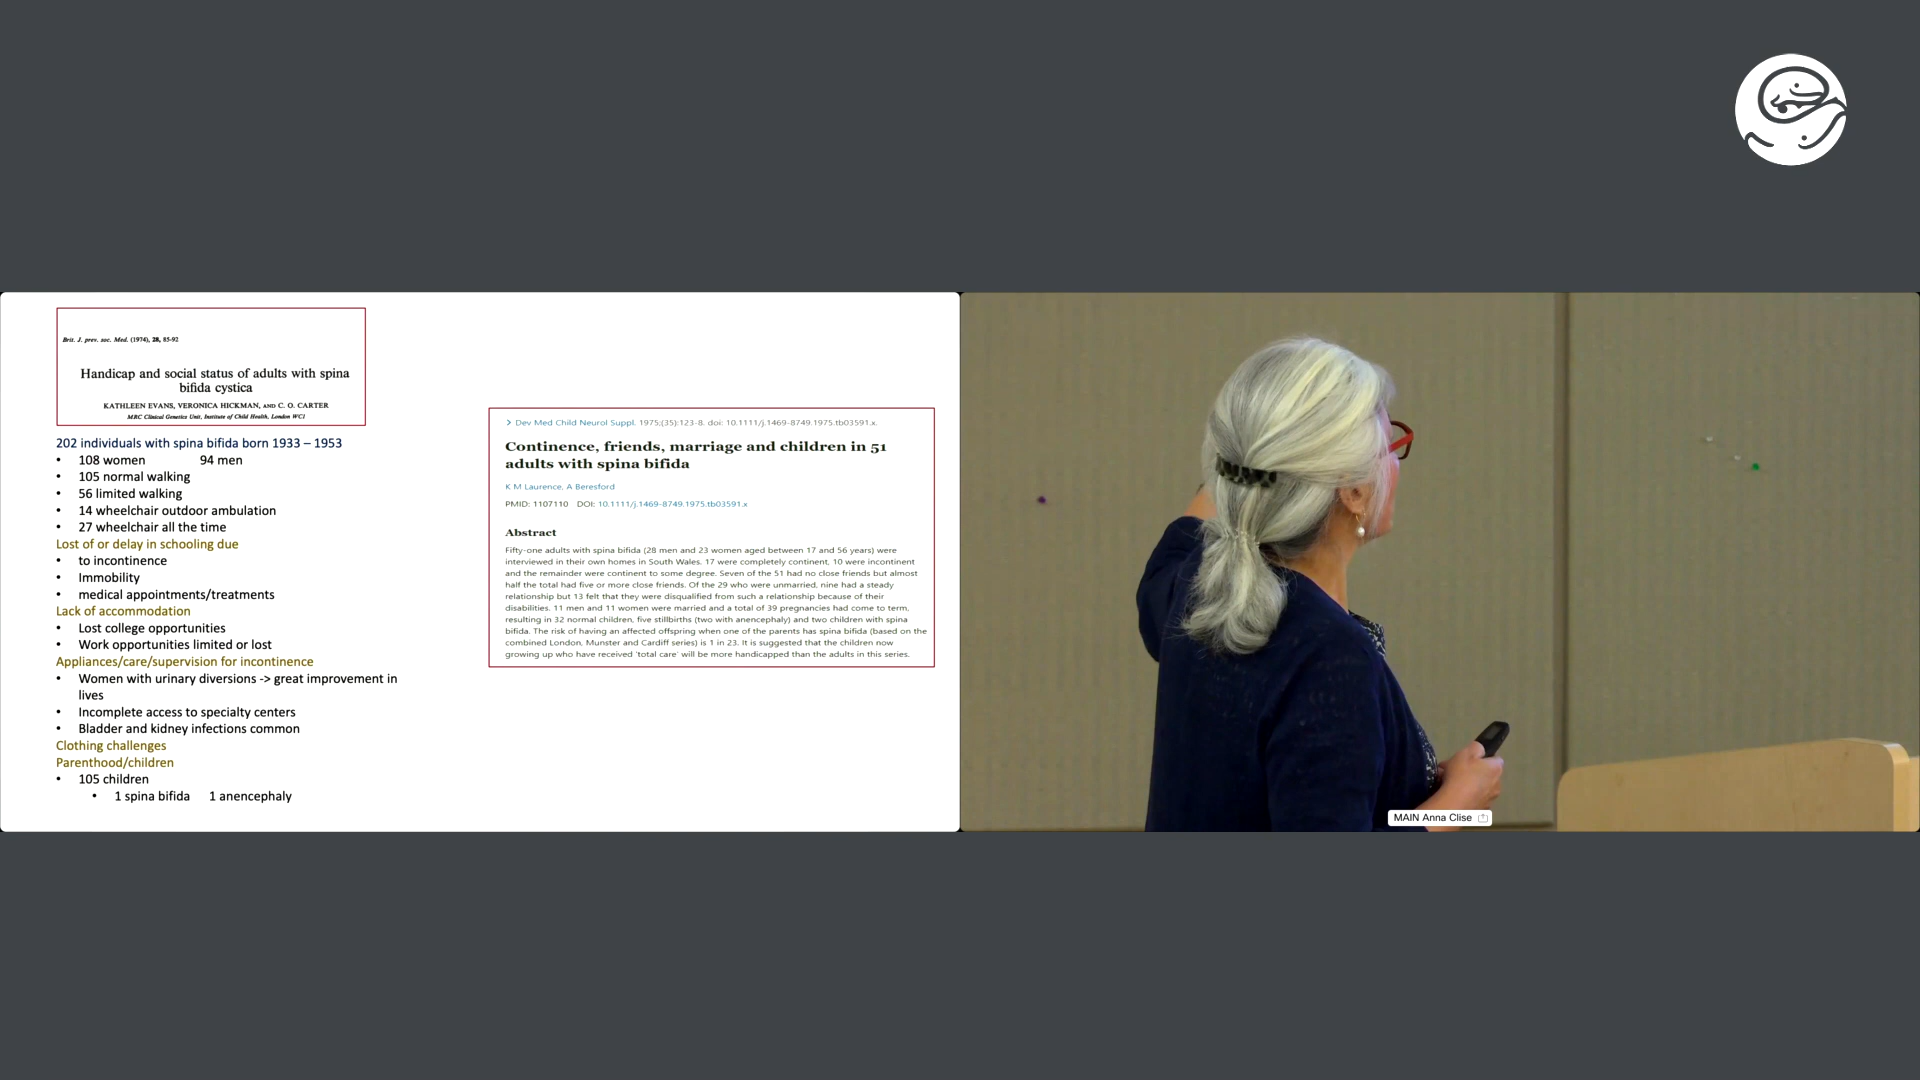 Brit. J. prev. soc. Med. (1974), 28, 85-92
Handicap and social status of adults with spina
bifida cystica
KATHLEEN EVANS, VERONICA HICKMAN, AND C. O. CARTER
MRC Clinical Genetics Unit, Institute of Child Health, London WC1
202 individuals with spina bifida born 1933 – 1953
• 108 women 94 men
• 105 normal walking
• 56 limited walking
• 14 wheelchair outdoor ambulation
• 27 wheelchair all the time
Lost of or delay in schooling due
• to incontinence
• Immobility
• medical appointments/treatments
Lack of accommodation
• Lost college opportunities
• Work opportunities limited or lost
Appliances/care/supervision for incontinence
• Women with urinary diversions -> great improvement in
lives
• Incomplete access to specialty centers
• Bladder and kidney infections common
Clothing challenges
Parenthood/children
• 105 children
• 1 spina bifida 1 anencephaly
> Dev Med Child Neurol Suppl. 1975;(35):123-8. doi: 10.1111/j.1469-8749.1975.tb03591.x.
Continence, friends, marriage and children in 51
adults with spina bifida
K M Laurence, A Beresford
PMID: 1107110 DOI: 10.1111/j.1469-8749.1975.tb03591.x
Abstract
Fifty-one adults with spina bifida (28 men and 23 women aged between 17 and 56 years) were
interviewed in their own homes in South Wales. 17 were completely continent, 10 were incontinent
and the remainder were continent to some degree. Seven of the 51 had no close friends but almost
half the total had five or more close friends. Of the 29 who were unmarried, nine had a steady
relationship but 13 felt that they were disqualified from such a relationship because of their
disabilities. 11 men and 11 women were married and a total of 39 pregnancies had come to term,
resulting in 32 normal children, five stillbirths (two with anencephaly) and two children with spina
bifida. The risk of having an affected offspring when one of the parents has spina bifida (based on the
combined London, Munster and Cardiff series) is 1 in 23. It is suggested that the children now
growing up who have received 'total care' will be more handicapped than the adults in this series.
MAIN Anna Clise